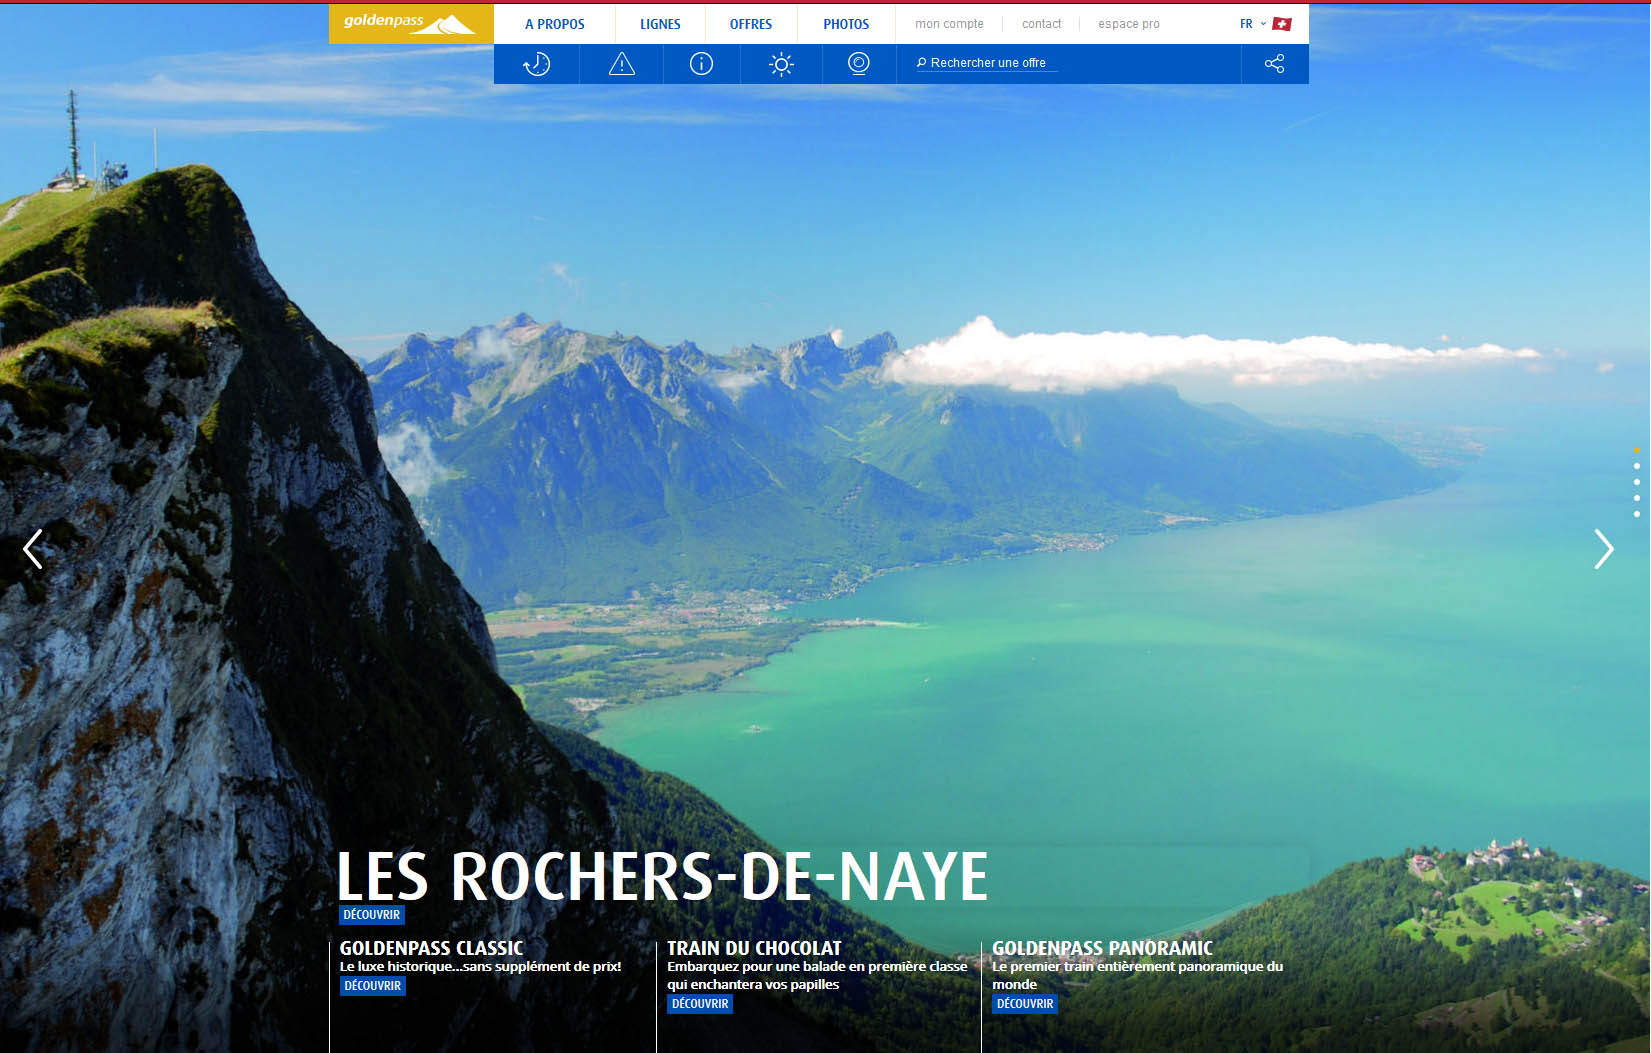 goldenpass
A PROPOS
LIGNES
OFFRES
PHOTOS
mon compte
contact
espace pro
FR
Rechercher une offre
LES ROCHERS-DE-NAYE
DÉCOUVRIR
GOLDENPASS CLASSIC
Le luxe historique...sans supplément de prix!
DÉCOUVRIR
TRAIN DU CHOCOLAT
Embarquez pour une balade en première classe
qui enchantera vos papilles
DÉCOUVRIR
GOLDENPASS PANORAMIC
Le premier train entièrement panoramique du
monde
DÉCOUVRIR